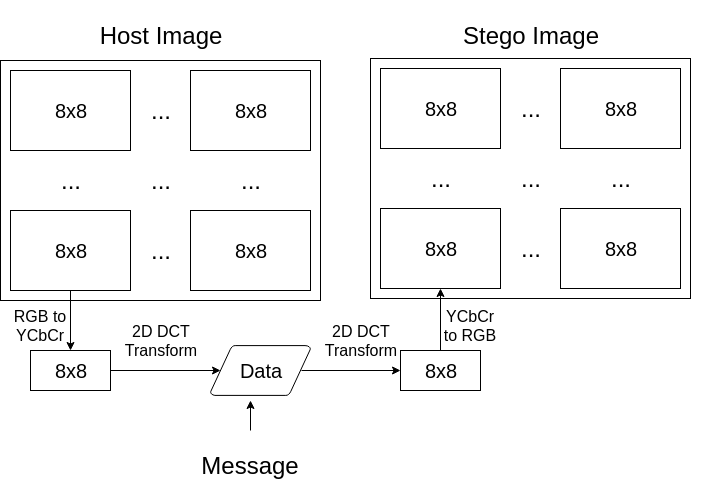 Host Image
Stego Image
8x8 ... 8x8
8x8 ... 8x8
... ... ...
... ... ...
8x8 ... 8x8
8x8 ... 8x8
RGB to
YCbCr
2D DCT
Transform
2D DCT
Transform
YCbCr
to RGB
8x8
Data
8x8
Message